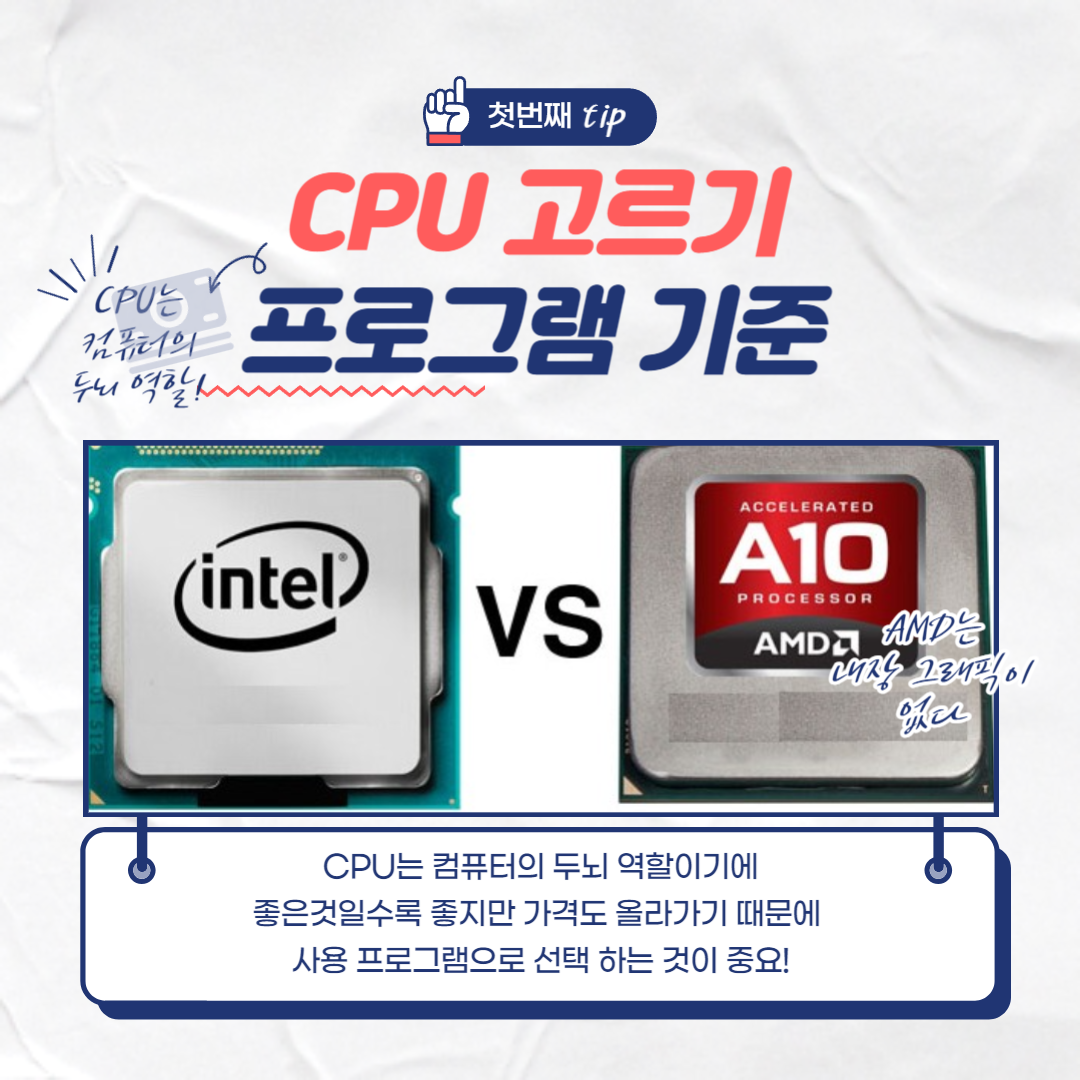 첫번째 tip
CPU 고르기
프로그램 기준
CPU는
컴퓨터의
두뇌 역할!
intel®
VS
ACCELERATED
A10
PROCESSOR
AMD
AMD는
내장 그래픽이
없다
CPU는 컴퓨터의 두뇌 역할이기에
좋은것일수록 좋지만 가격도 올라가기 때문에
사용 프로그램으로 선택 하는 것이 중요!